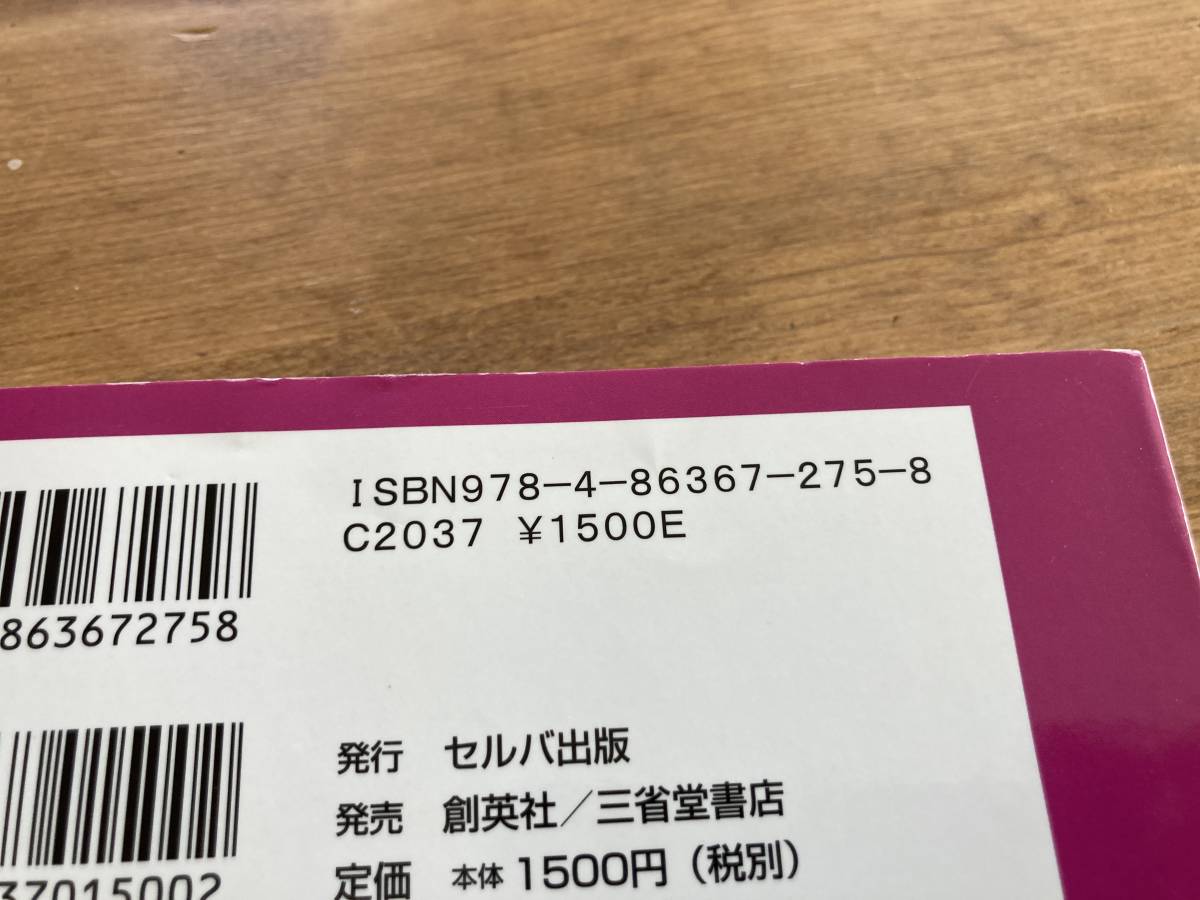 ISBN978-4-86367-275-8
C2037 ¥1500E
863672758
発行 セルバ出版
発売 創英社/三省堂書店
37015002
定価 本体1500円(税別)